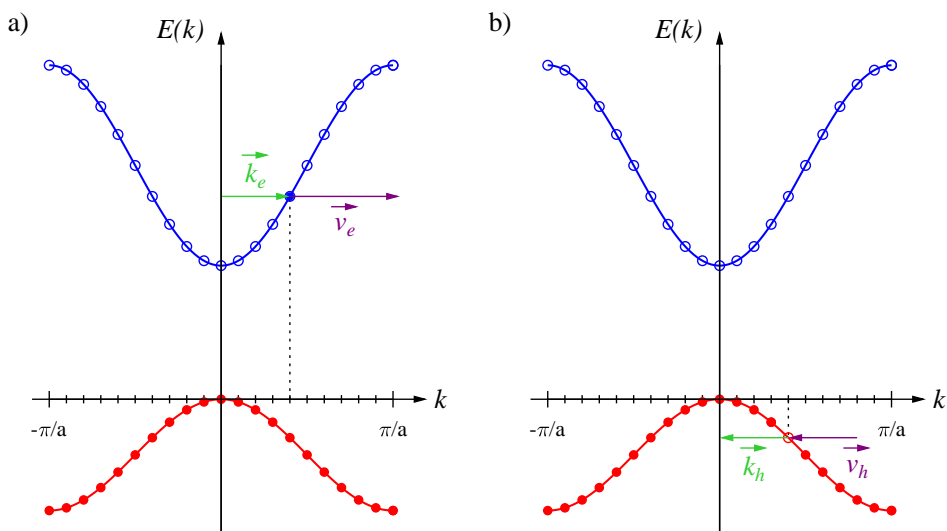 a)
E(k)
k_e
v_e
k
-π/a
π/a
b)
E(k)
k
-π/a
π/a
k_h
v_h